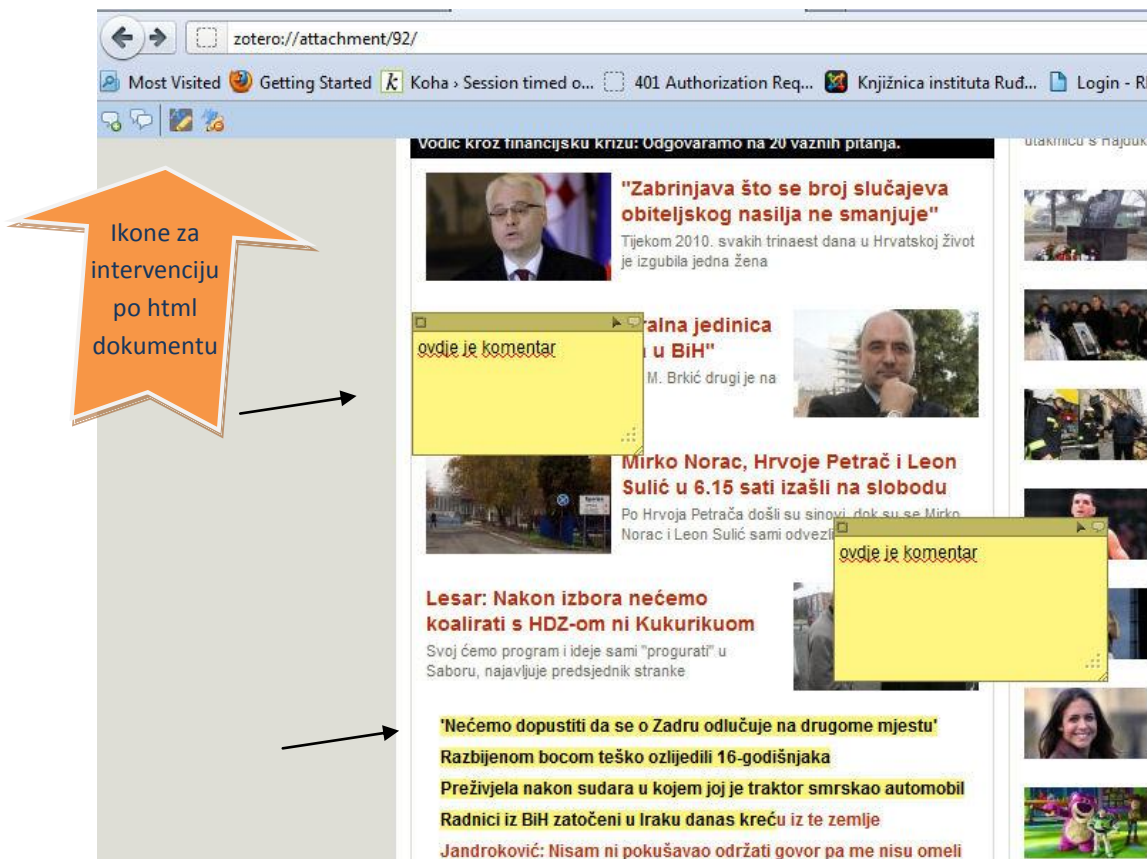 zotero://attachment/92/
Most Visited Getting Started Koha › Session timed o... 401 Authorization Req... Knjižnica instituta Ruđ... Login - R
Vodič kroz financijsku krizu: Odgovaramo na 20 važnih pitanja.
utakmicu s Hajduk
Ikone za
intervenciju
po html
dokumentu
"Zabrinjava što se broj slučajeva
obiteljskog nasilja ne smanjuje"
Tijekom 2010. svakih trinaest dana u Hrvatskoj život
je izgubila jedna žena
ovdje je komentar
ralna jedinica
u BiH"
M. Brkić drugi je na
Mirko Norac, Hrvoje Petrač i Leon
Sulić u 6.15 sati izašli na slobodu
Po Hrvoja Petrača došli su sinovi, dok su se Mirko
Norac i Leon Sulić sami odvezli
ovdje je komentar
Lesar: Nakon izbora nećemo
koalirati s HDZ-om ni Kukurikuom
Svoj ćemo program i ideje sami "progurati" u
Saboru, najavljuje predsjednik stranke
'Nećemo dopustiti da se o Zadru odlučuje na drugome mjestu'
Razbijenom bocom teško ozlijedili 16-godišnjaka
Preživjela nakon sudara u kojem joj je traktor smrskao automobil
Radnici iz BiH zatočeni u Iraku danas kreću iz te zemlje
Jandroković: Nisam ni pokušavao održati govor pa me nisu omeli